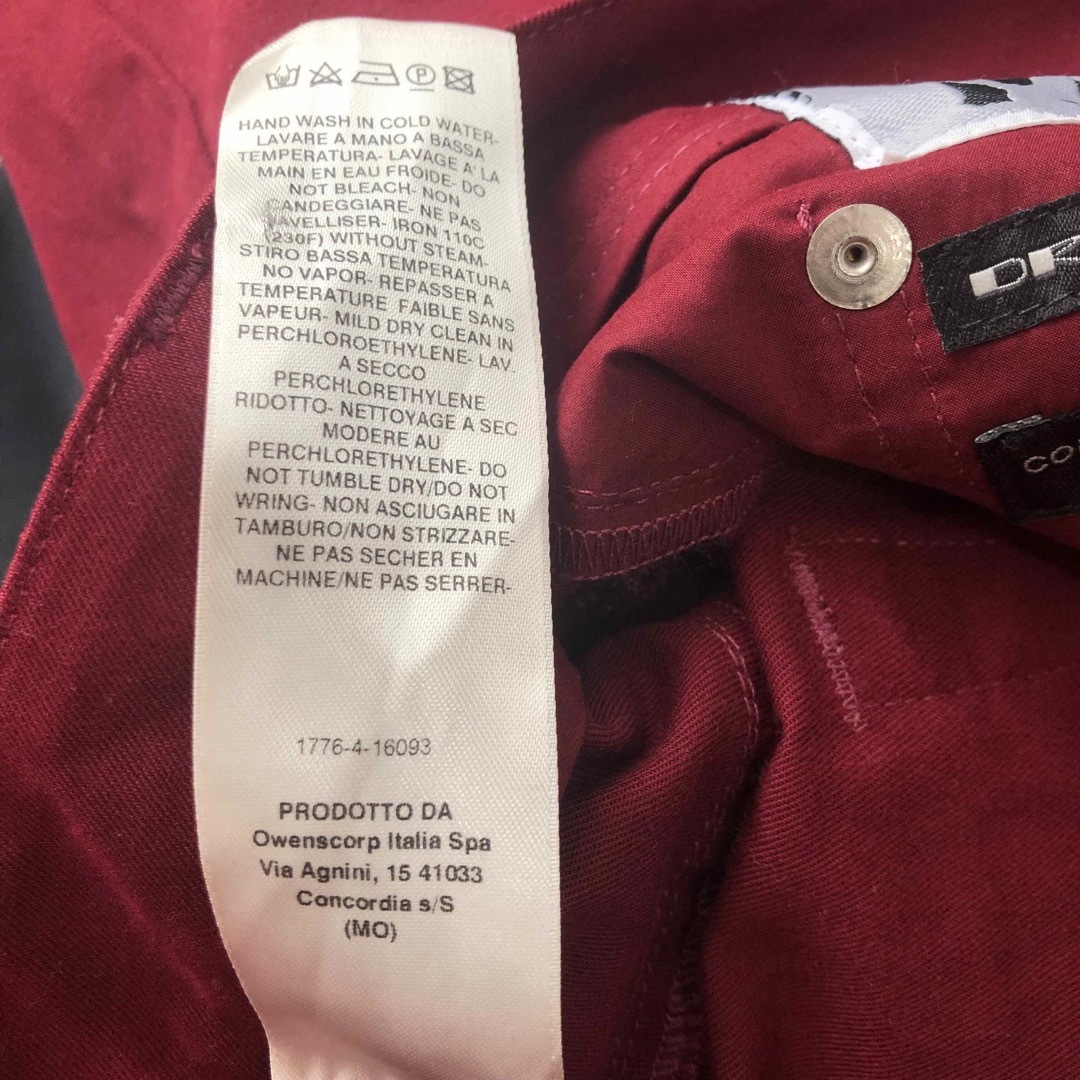 HAND WASH IN COLD WATER-
LAVARE A MANO A BASSA
TEMPERATURA- LAVAGE A' LA
MAIN EN EAU FROIDE- DO
NOT BLEACH- NON
CANDEGGIARE- NE PAS
JAVELLISER- IRON 110C
(230F) WITHOUT STEAM-
STIRO BASSA TEMPERATURA
NO VAPOR- REPASSER A
TEMPERATURE FAIBLE SANS
VAPEUR- MILD DRY CLEAN IN
PERCHLOROETHYLENE- LAV.
A SECCO
PERCHLORETHYLENE
RIDOTTO- NETTOYAGE A SEC
MODERE AU
PERCHLORETHYLENE- DO
NOT TUMBLE DRY/DO NOT
WRING- NON ASCIUGARE IN
TAMBURO/NON STRIZZARE-
NE PAS SECHER EN
MACHINE/NE PAS SERRER-
1776-4-16093
PRODOTTO DA
Owenscorp Italia Spa
Via Agnini, 15 41033
Concordia s/S
(MO)